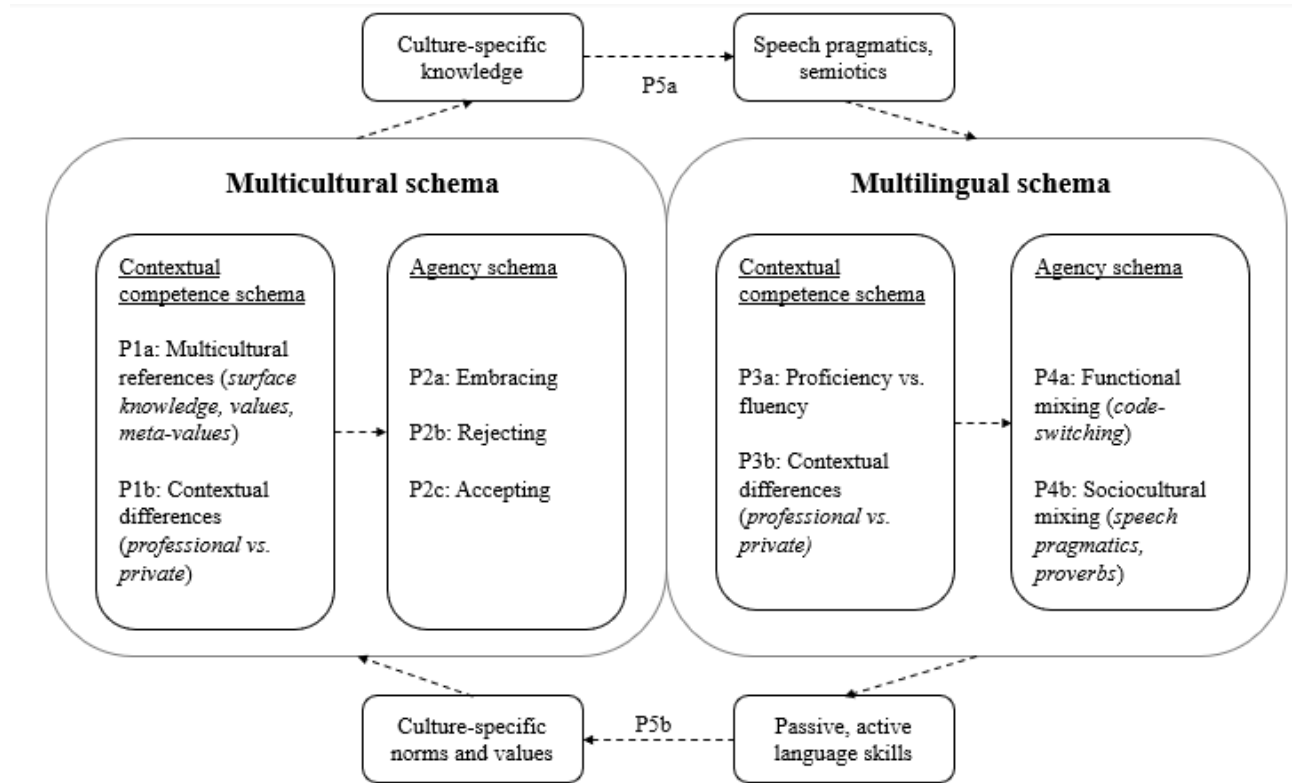 Culture-specific
knowledge
P5a
Speech pragmatics,
semiotics
Multicultural schema
Contextual
competence schema
P1a: Multicultural
references (surface
knowledge, values,
meta-values)
P1b: Contextual
differences
(professional vs.
private)
Agency schema
P2a: Embracing
P2b: Rejecting
P2c: Accepting
Multilingual schema
Contextual
competence schema
P3a: Proficiency vs.
fluency
P3b: Contextual
differences
(professional vs.
private)
Agency schema
P4a: Functional
mixing (code-
switching)
P4b: Sociocultural
mixing (speech
pragmatics,
proverbs)
Culture-specific
norms and values
P5b
Passive, active
language skills